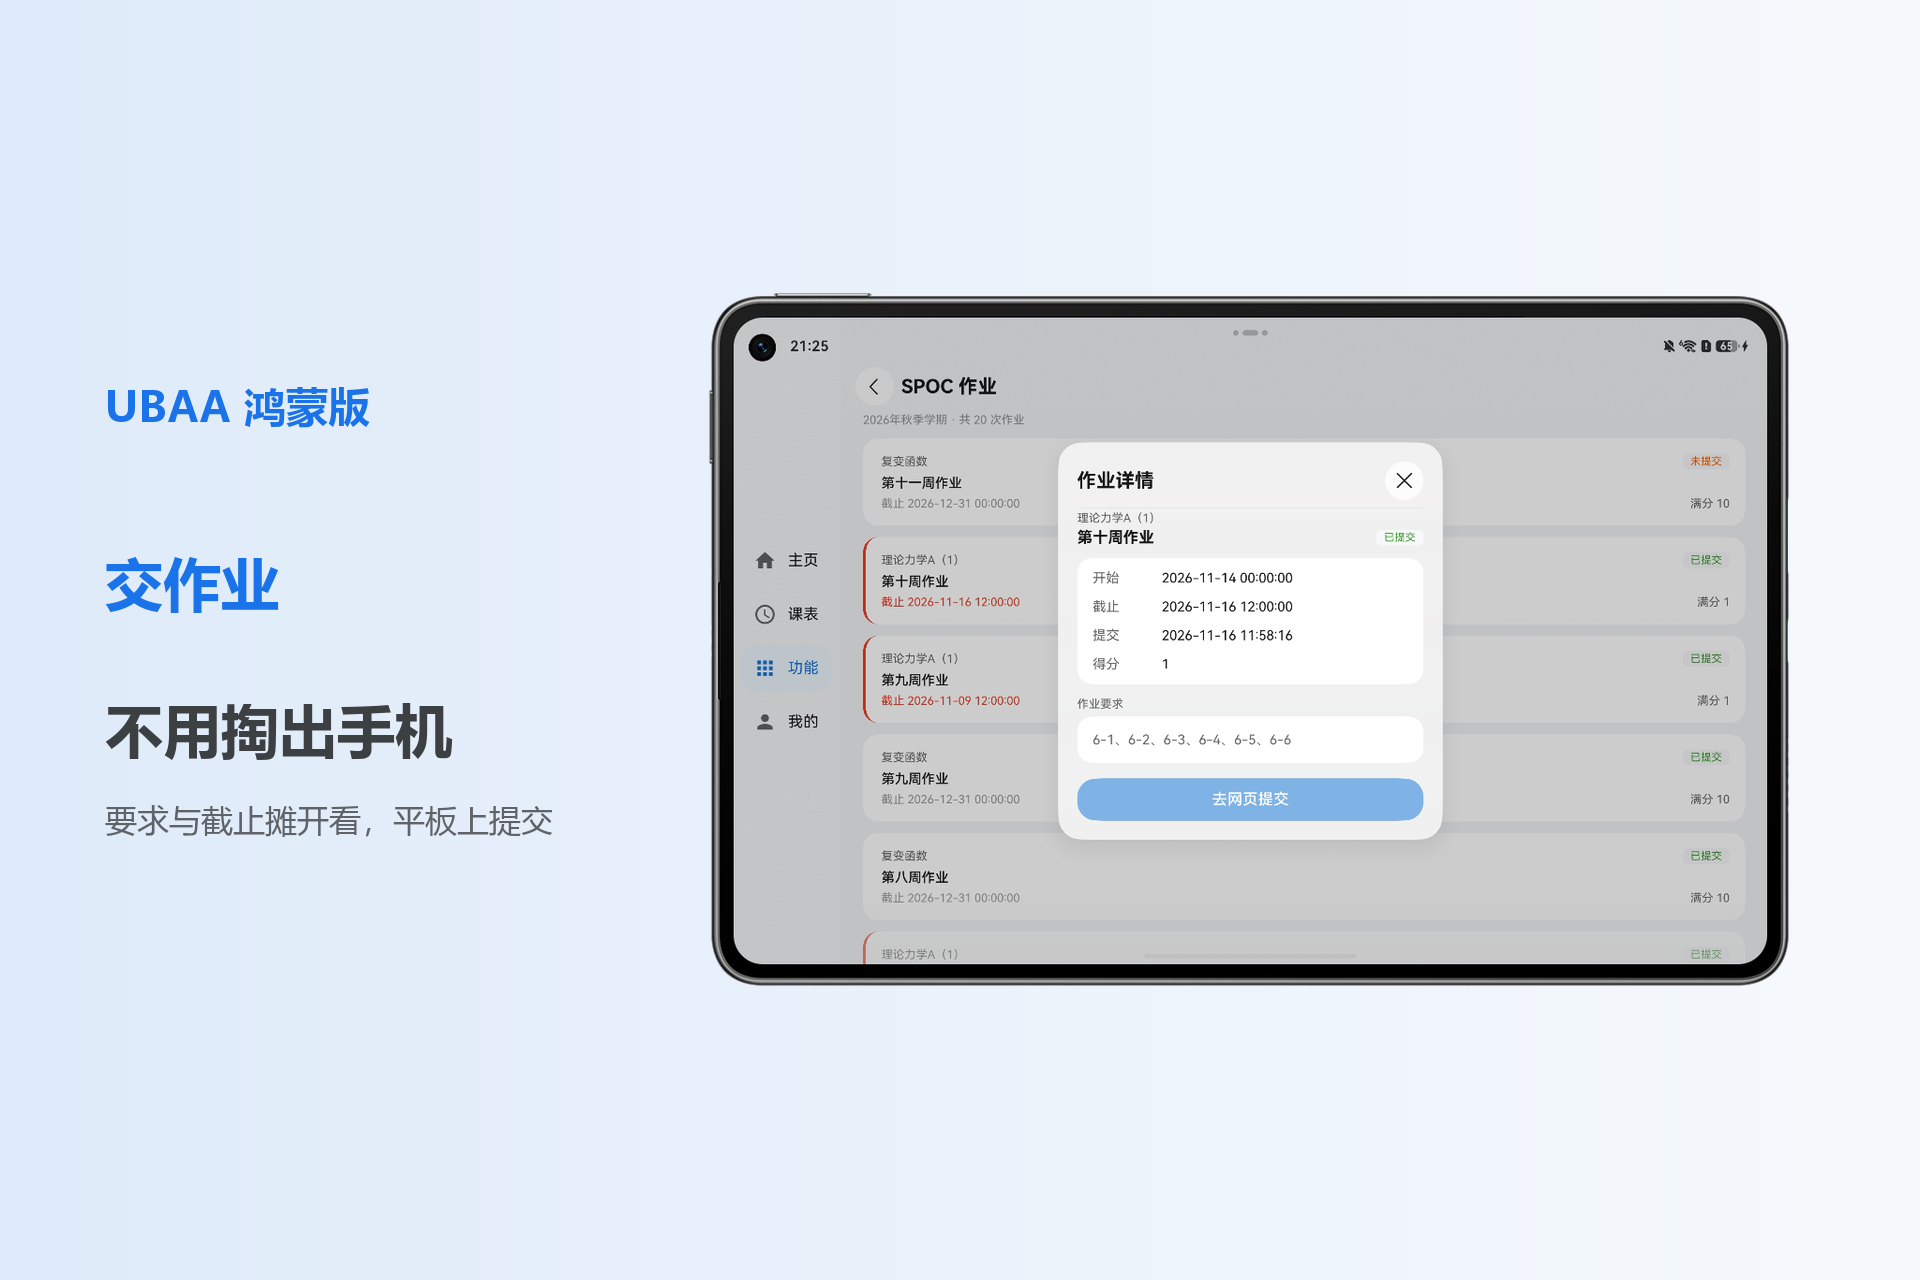 UBAA 鸿蒙版
交作业
不用掏出手机
要求与截止摊开看，平板上提交
21:25
65
SPOC 作业
2026年秋季学期 · 共 20 次作业
主页
课表
功能
我的
复变函数
未提交
第十一周作业
截止 2026-12-31 00:00:00
满分 10
理论力学A（1）
已提交
第十周作业
截止 2026-11-16 12:00:00
满分 1
理论力学A（1）
已提交
第九周作业
截止 2026-11-09 12:00:00
满分 1
复变函数
已提交
第九周作业
截止 2026-12-31 00:00:00
满分 10
复变函数
已提交
第八周作业
截止 2026-12-31 00:00:00
满分 10
理论力学A（1）
已提交
作业详情
理论力学A（1）
第十周作业
已提交
开始 2026-11-14 00:00:00
截止 2026-11-16 12:00:00
提交 2026-11-16 11:58:16
得分 1
作业要求
6-1、6-2、6-3、6-4、6-5、6-6
去网页提交